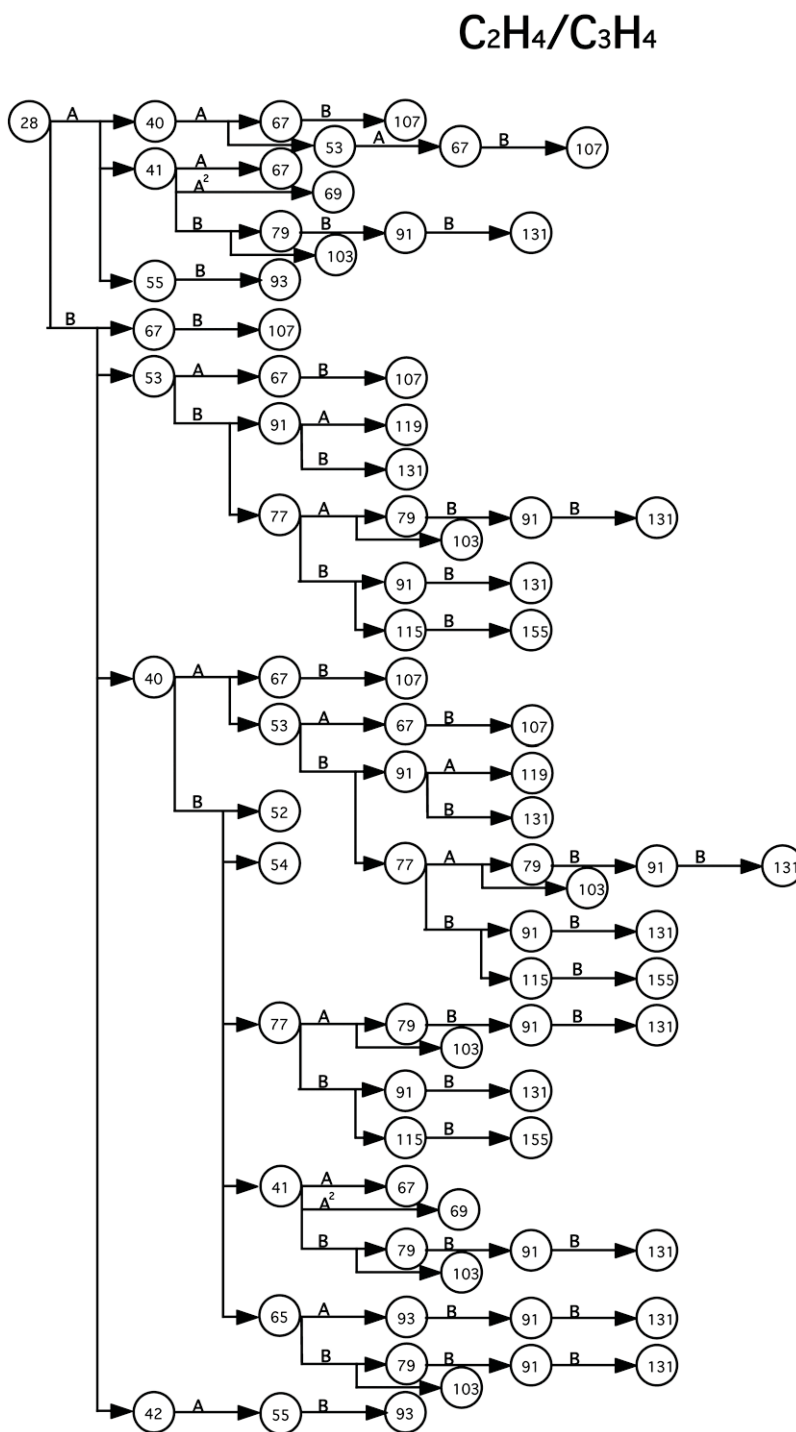 C₂H₄/C₃H₄
28 A 40 A 67 B 107
53 A 67 B 107
41 A 67
A² 69
B 79 B 91 B 131
103
55 B 93
B 67 B 107
53 A 67 B 107
B 91 A 119
B 131
77 A 79 B 91 B 131
103
B 91 B 131
115 B 155
40 A 67 B 107
53 A 67 B 107
B 91 A 119
B 52 B 131
54 77 A 79 B 91 B 131
103
B 91 B 131
115 B 155
77 A 79 B 91 B 131
103
B 91 B 131
115 B 155
41 A 67
A² 69
B 79 B 91 B 131
103
65 A 93 B 91 B 131
B 79 B 91 B 131
103
42 A 55 B 93